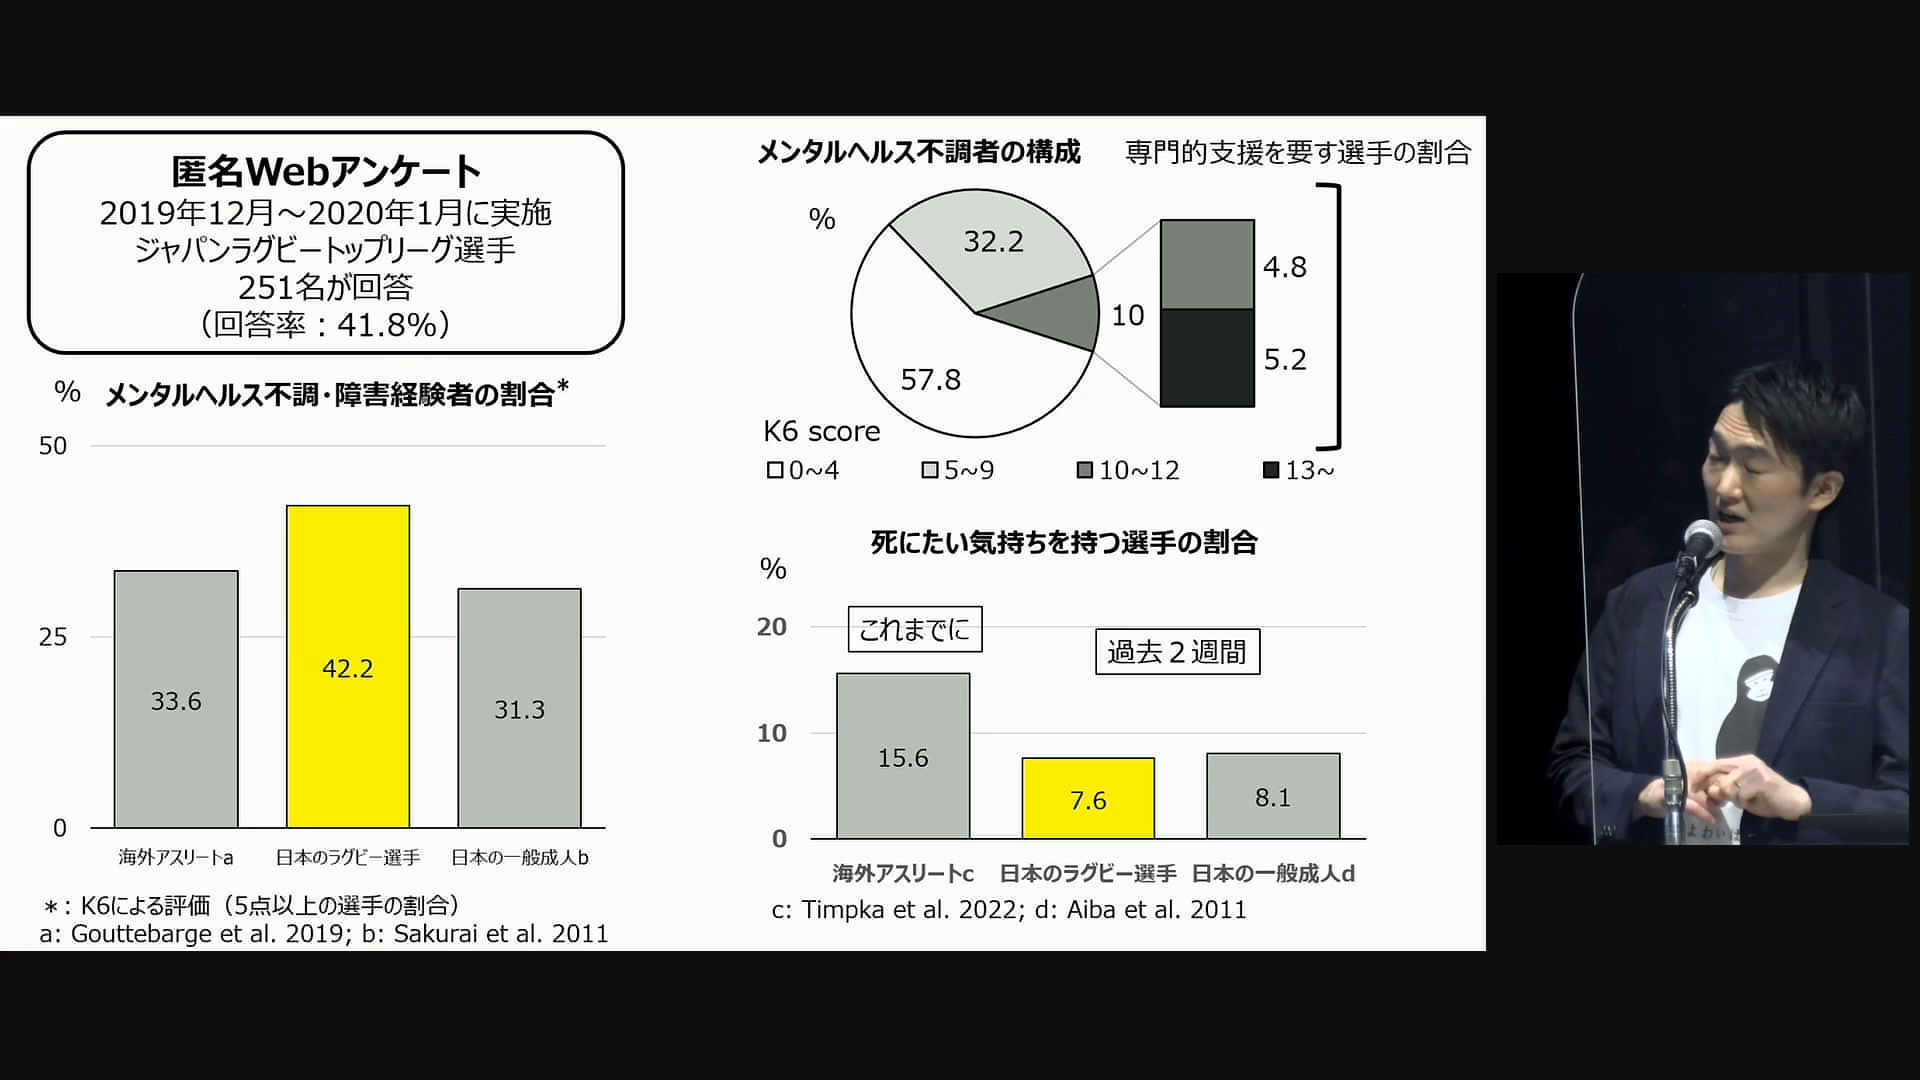 匿名Webアンケート
2019年12月～2020年1月に実施
ジャパンラグビートップリーグ選手
251名が回答
（回答率：41.8%）
% メンタルヘルス不調・障害経験者の割合*
50
25
0
33.6
42.2
31.3
海外アスリートa 日本のラグビー選手 日本の一般成人b
＊: K6による評価（5点以上の選手の割合）
a: Gouttebarge et al. 2019; b: Sakurai et al. 2011
メンタルヘルス不調者の構成 専門的支援を要す選手の割合
%
32.2
57.8
10
4.8
5.2
K6 score
0~4 5~9 10~12 13~
死にたい気持ちを持つ選手の割合
%
20
10
0
これまでに
過去２週間
15.6
7.6
8.1
海外アスリートc 日本のラグビー選手 日本の一般成人d
c: Timpka et al. 2022; d: Aiba et al. 2011
よわいは